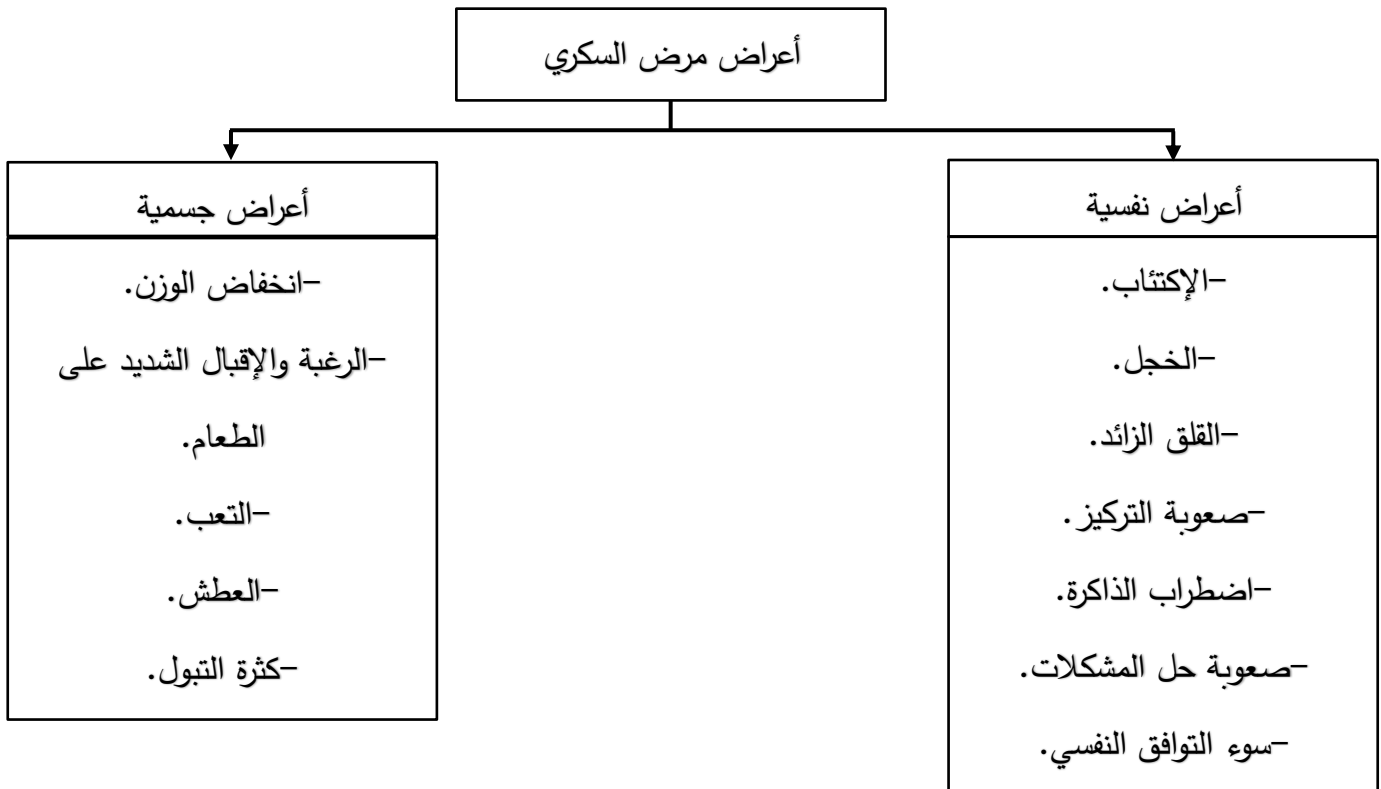 أعراض مرض السكري
أعراض نفسية
-الإكتئاب.
-الخجل.
-القلق الزائد.
-صعوبة التركيز.
-اضطراب الذاكرة.
-صعوبة حل المشكلات.
-سوء التوافق النفسي.
أعراض جسمية
-انخفاض الوزن.
-الرغبة والإقبال الشديد على
الطعام.
-التعب.
-العطش.
-كثرة التبول.